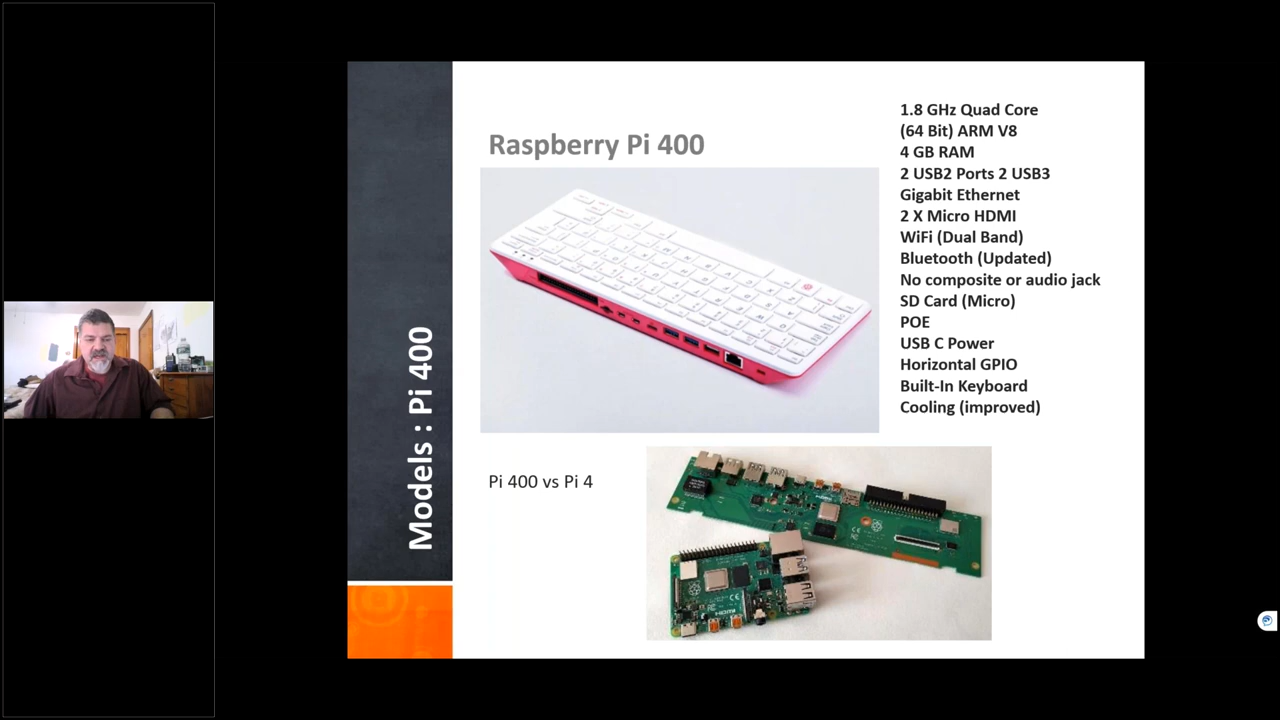 Models : Pi 400
Raspberry Pi 400
1.8 GHz Quad Core
(64 Bit) ARM V8
4 GB RAM
2 USB2 Ports 2 USB3
Gigabit Ethernet
2 X Micro HDMI
WiFi (Dual Band)
Bluetooth (Updated)
No composite or audio jack
SD Card (Micro)
POE
USB C Power
Horizontal GPIO
Built-In Keyboard
Cooling (improved)
Pi 400 vs Pi 4